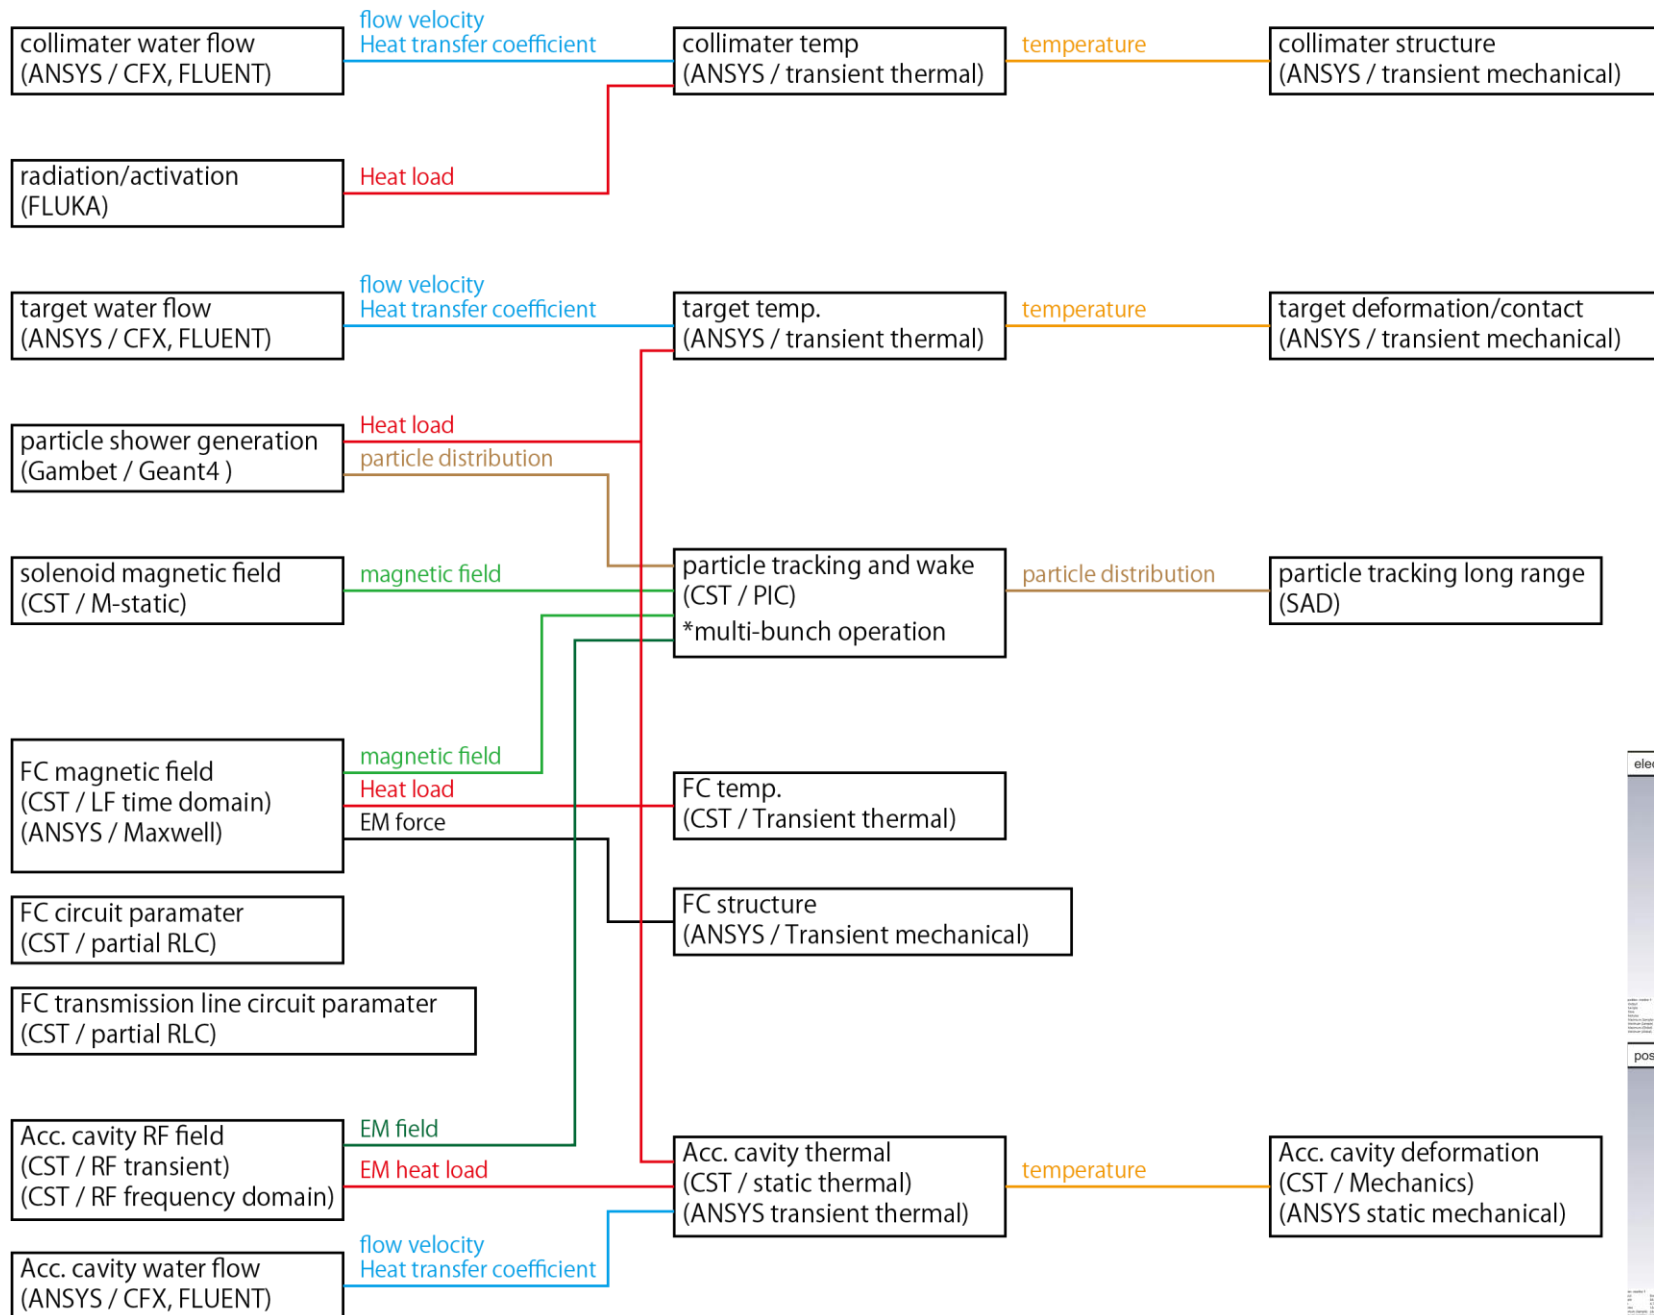 collimater water flow
(ANSYS / CFX, FLUENT)
flow velocity
Heat transfer coefficient
collimater temp
(ANSYS / transient thermal)
temperature
collimater structure
(ANSYS / transient mechanical)
radiation/activation
(FLUKA)
Heat load
target water flow
(ANSYS / CFX, FLUENT)
flow velocity
Heat transfer coefficient
target temp.
(ANSYS / transient thermal)
temperature
target deformation/contact
(ANSYS / transient mechanical)
particle shower generation
(Gambet / Geant4 )
Heat load
particle distribution
solenoid magnetic field
(CST / M-static)
magnetic field
particle tracking and wake
(CST / PIC)
*multi-bunch operation
particle distribution
particle tracking long range
(SAD)
FC magnetic field
(CST / LF time domain)
(ANSYS / Maxwell)
magnetic field
Heat load
EM force
FC temp.
(CST / Transient thermal)
FC structure
(ANSYS / Transient mechanical)
FC circuit paramater
(CST / partial RLC)
FC transmission line circuit paramater
(CST / partial RLC)
Acc. cavity RF field
(CST / RF transient)
(CST / RF frequency domain)
EM field
EM heat load
Acc. cavity thermal
(CST / static thermal)
(ANSYS transient thermal)
temperature
Acc. cavity deformation
(CST / Mechanics)
(ANSYS static mechanical)
Acc. cavity water flow
(ANSYS / CFX, FLUENT)
flow velocity
Heat transfer coefficient
elec
pos